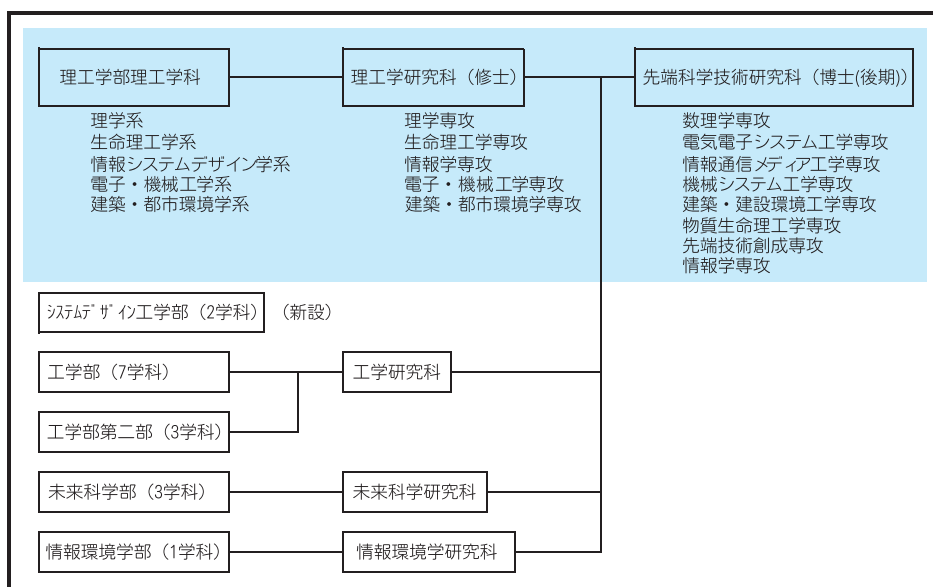 理工学部理工学科
理学系
生命理工学系
情報システムデザイン学系
電子・機械工学系
建築・都市環境学系
理工学研究科（修士）
理学専攻
生命理工学専攻
情報学専攻
電子・機械工学専攻
建築・都市環境学専攻
先端科学技術研究科（博士(後期)）
数理学専攻
電気電子システム工学専攻
情報通信メディア工学専攻
機械システム工学専攻
建築・建設環境工学専攻
物質生命理工学専攻
先端技術創成専攻
情報学専攻
ｼｽﾃﾑﾃﾞｻﾞｲﾝ工学部（2学科）（新設）
工学部（7学科）
工学研究科
工学部第二部（3学科）
未来科学部（3学科）
未来科学研究科
情報環境学部（1学科）
情報環境学研究科